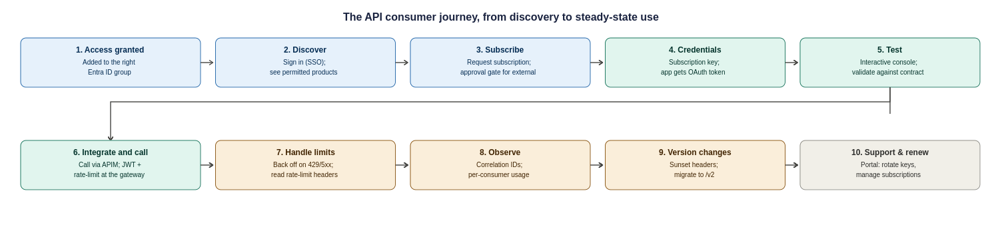 The API consumer journey, from discovery to steady-state use
1. Access granted
Added to the right
Entra ID group
2. Discover
Sign in (SSO);
see permitted products
3. Subscribe
Request subscription;
approval gate for external
4. Credentials
Subscription key;
app gets OAuth token
5. Test
Interactive console;
validate against contract
6. Integrate and call
Call via APIM; JWT +
rate-limit at the gateway
7. Handle limits
Back off on 429/5xx;
read rate-limit headers
8. Observe
Correlation IDs;
per-consumer usage
9. Version changes
Sunset headers;
migrate to /v2
10. Support & renew
Portal: rotate keys,
manage subscriptions